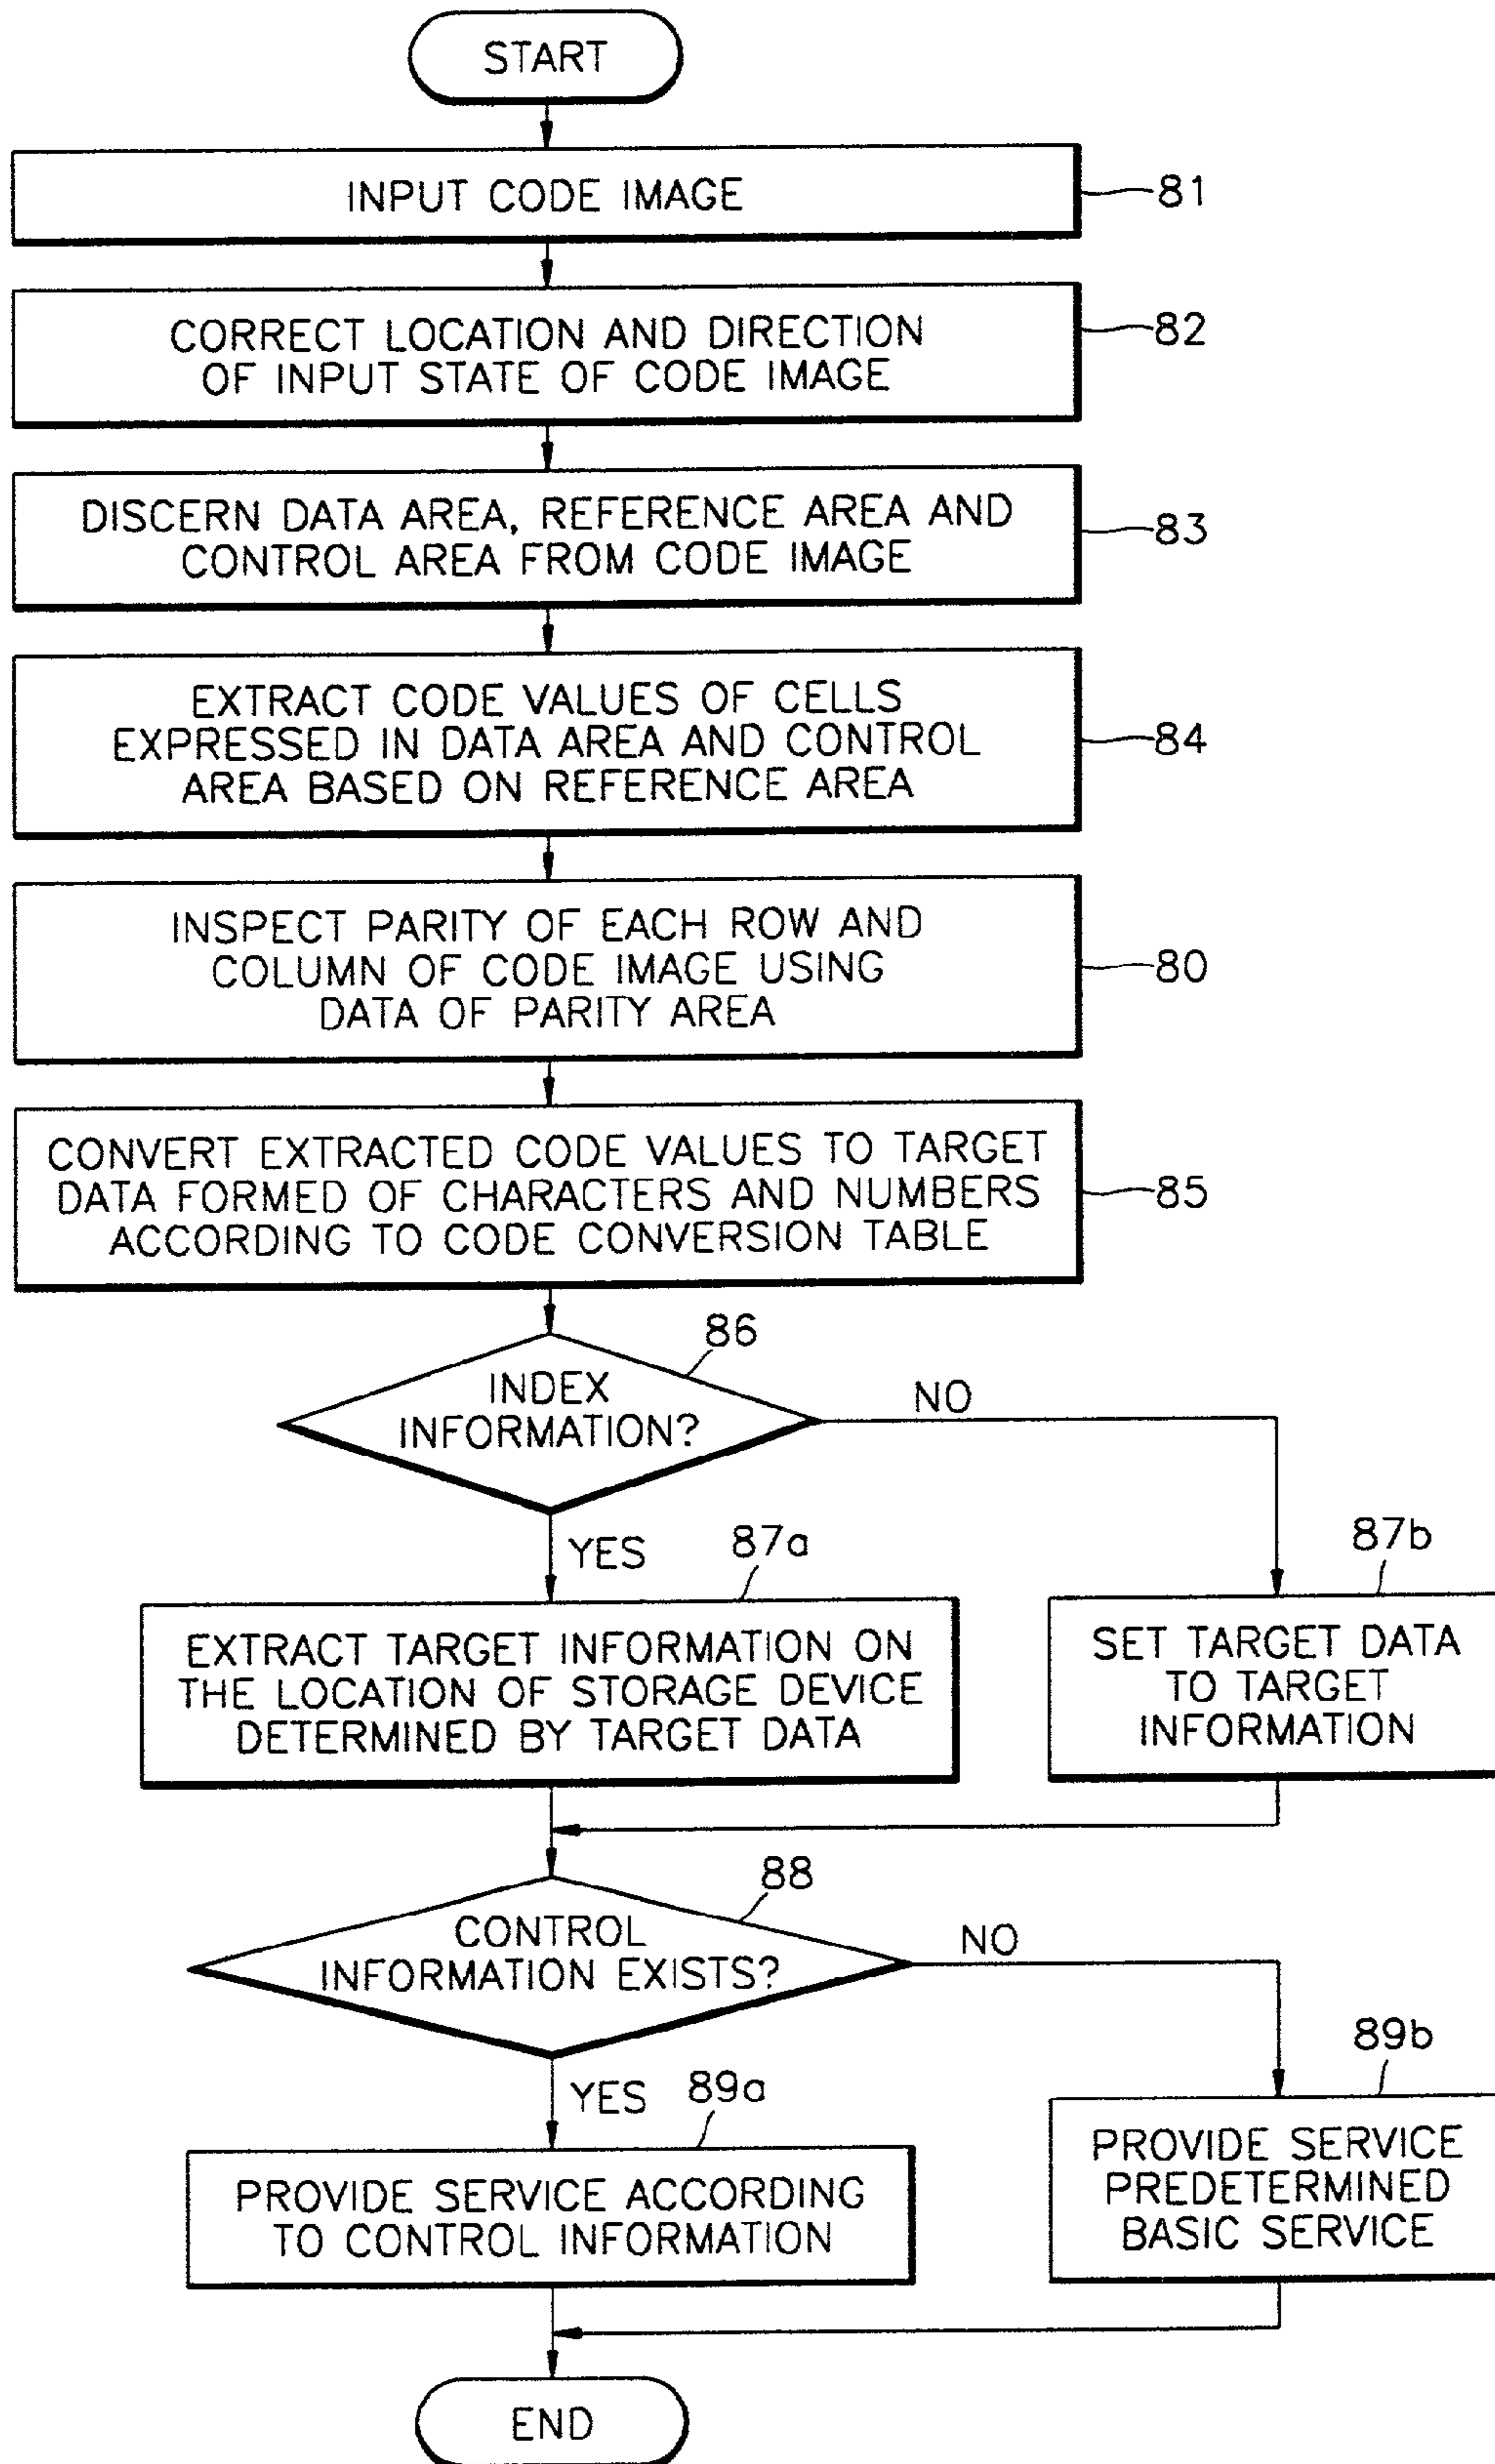 START
INPUT CODE IMAGE
81
CORRECT LOCATION AND DIRECTION
OF INPUT STATE OF CODE IMAGE
82
DISCERN DATA AREA, REFERENCE AREA AND
CONTROL AREA FROM CODE IMAGE
83
EXTRACT CODE VALUES OF CELLS
EXPRESSED IN DATA AREA AND CONTROL
AREA BASED ON REFERENCE AREA
84
INSPECT PARITY OF EACH ROW AND
COLUMN OF CODE IMAGE USING
DATA OF PARITY AREA
80
CONVERT EXTRACTED CODE VALUES TO TARGET
DATA FORMED OF CHARACTERS AND NUMBERS
ACCORDING TO CODE CONVERSION TABLE
85
86
INDEX
INFORMATION?
NO
YES
87a
87b
EXTRACT TARGET INFORMATION ON
THE LOCATION OF STORAGE DEVICE
DETERMINED BY TARGET DATA
SET TARGET DATA
TO TARGET
INFORMATION
88
CONTROL
INFORMATION EXISTS?
NO
YES
89a
89b
PROVIDE SERVICE ACCORDING
TO CONTROL INFORMATION
PROVIDE SERVICE
PREDETERMINED
BASIC SERVICE
END